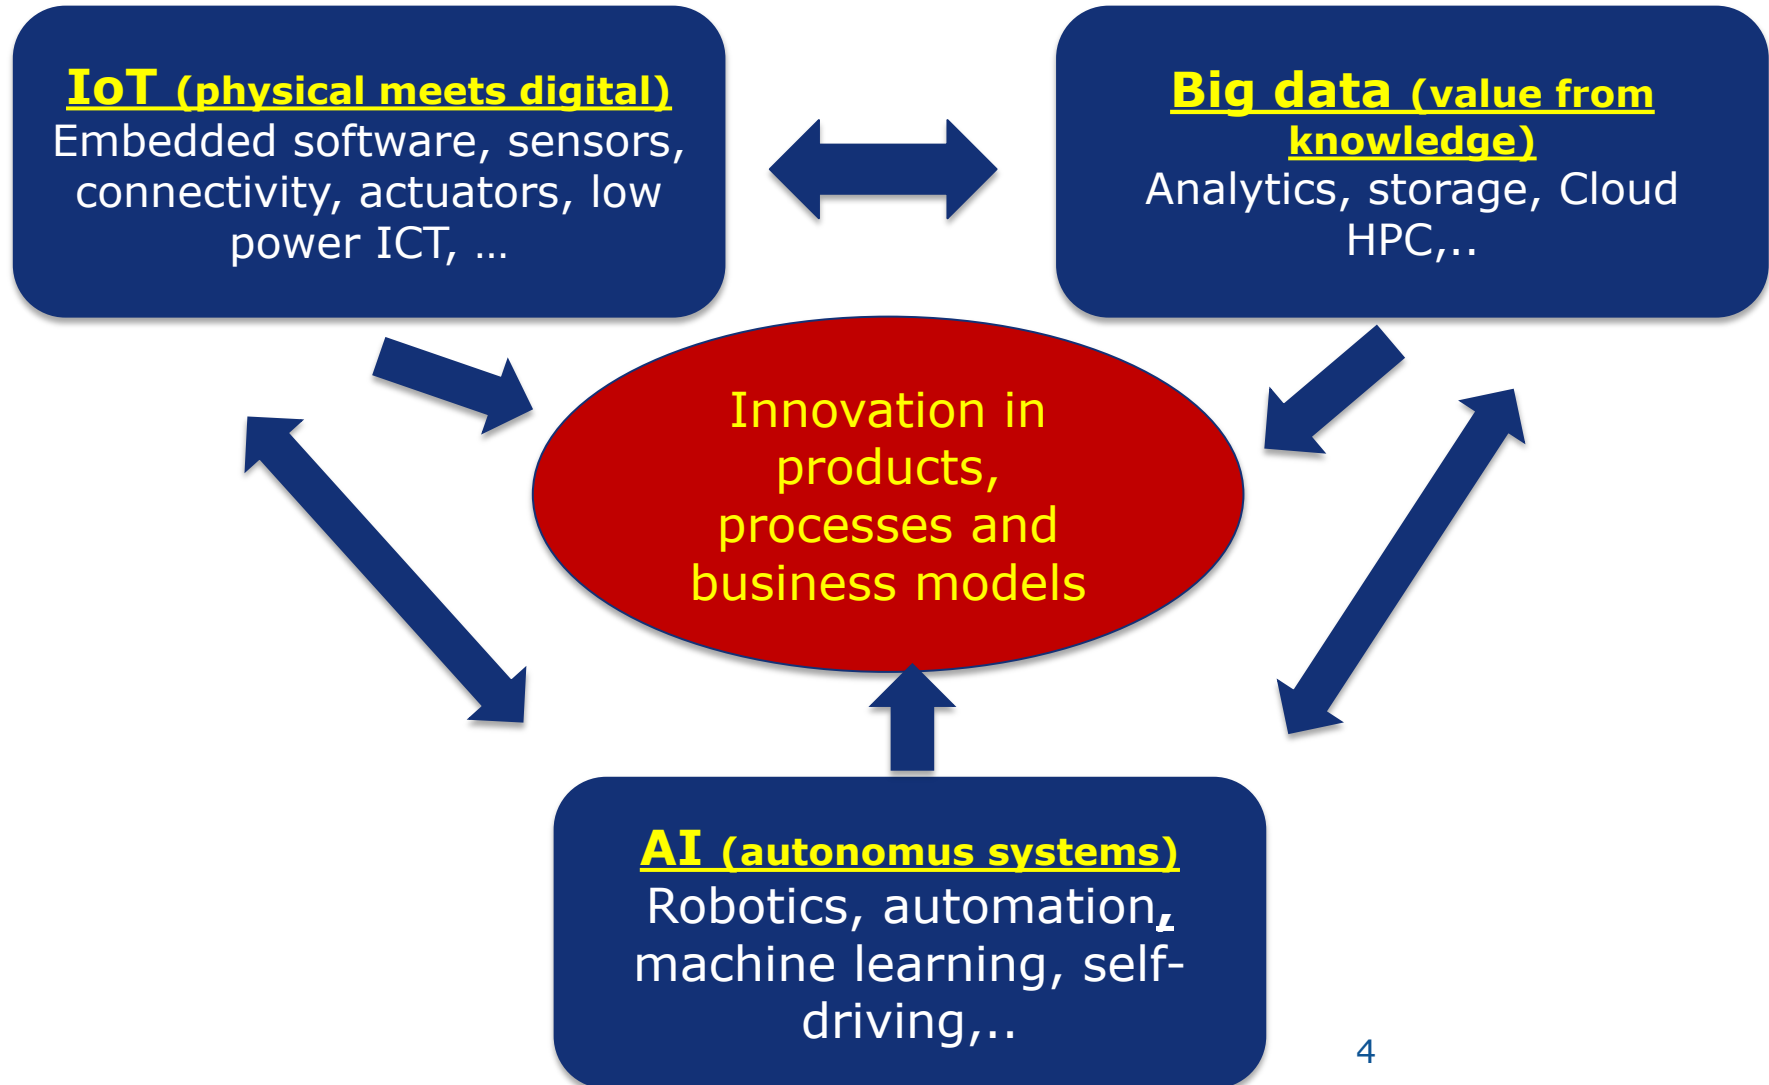 IoT (physical meets digital)
Embedded software, sensors,
connectivity, actuators, low
power ICT, …
Big data (value from
knowledge)
Analytics, storage, Cloud
HPC,..
Innovation in
products,
processes and
business models
AI (autonomus systems)
Robotics, automation,
machine learning, self-
driving,..
4